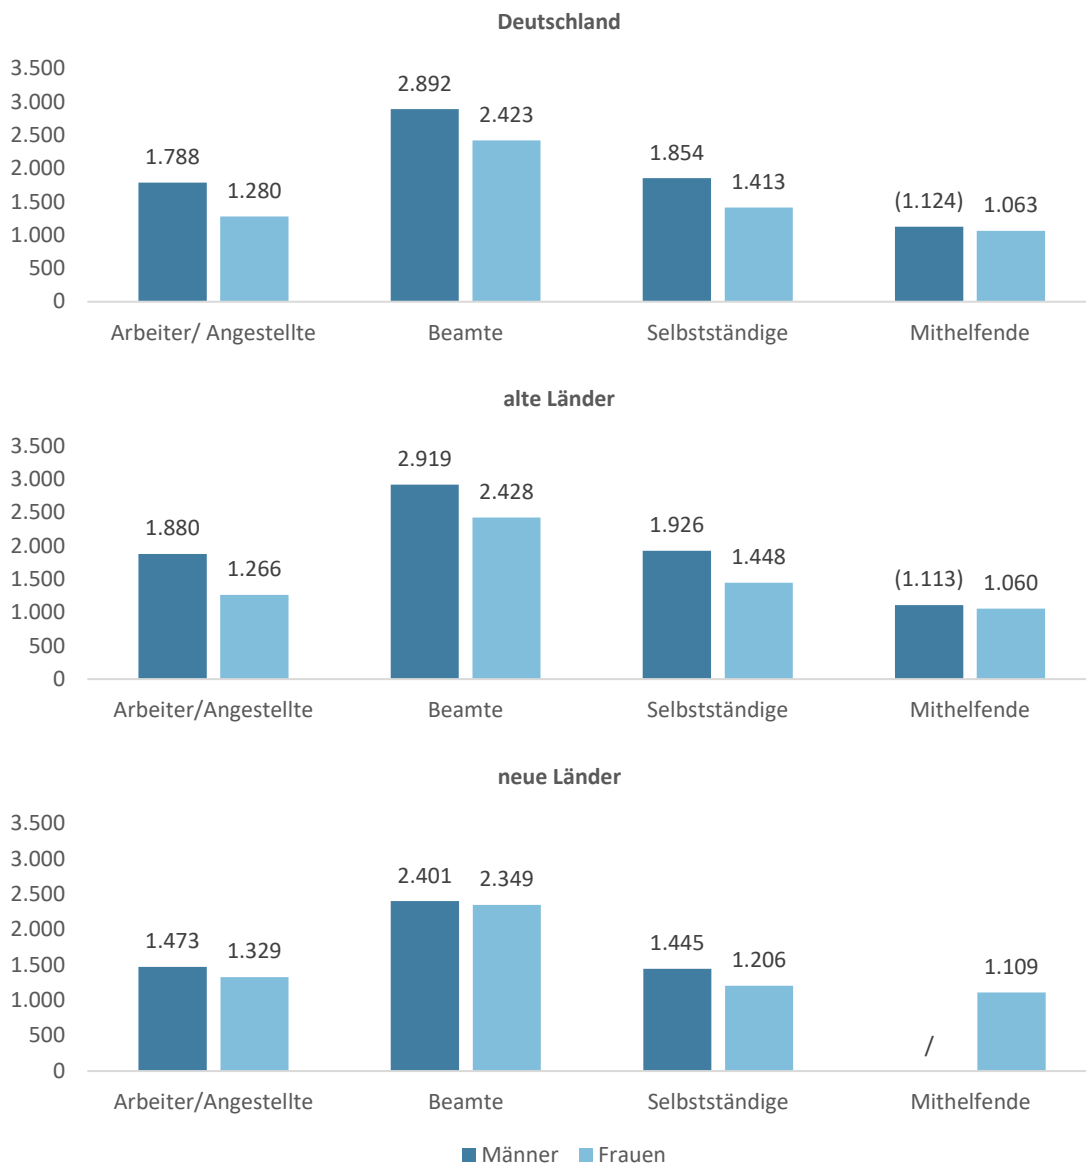 Deutschland
3.500
3.000
2.500
2.000
1.500
1.000
500
0
1.788
1.280
2.892
2.423
1.854
1.413
(1.124)
1.063
Arbeiter/ Angestellte
Beamte
Selbstständige
Mithelfende
alte Länder
3.500
3.000
2.500
2.000
1.500
1.000
500
0
1.880
1.266
2.919
2.428
1.926
1.448
(1.113)
1.060
Arbeiter/Angestellte
Beamte
Selbstständige
Mithelfende
neue Länder
3.500
3.000
2.500
2.000
1.500
1.000
500
0
1.473
1.329
2.401
2.349
1.445
1.206
/
1.109
Arbeiter/Angestellte
Beamte
Selbstständige
Mithelfende
Männer
Frauen